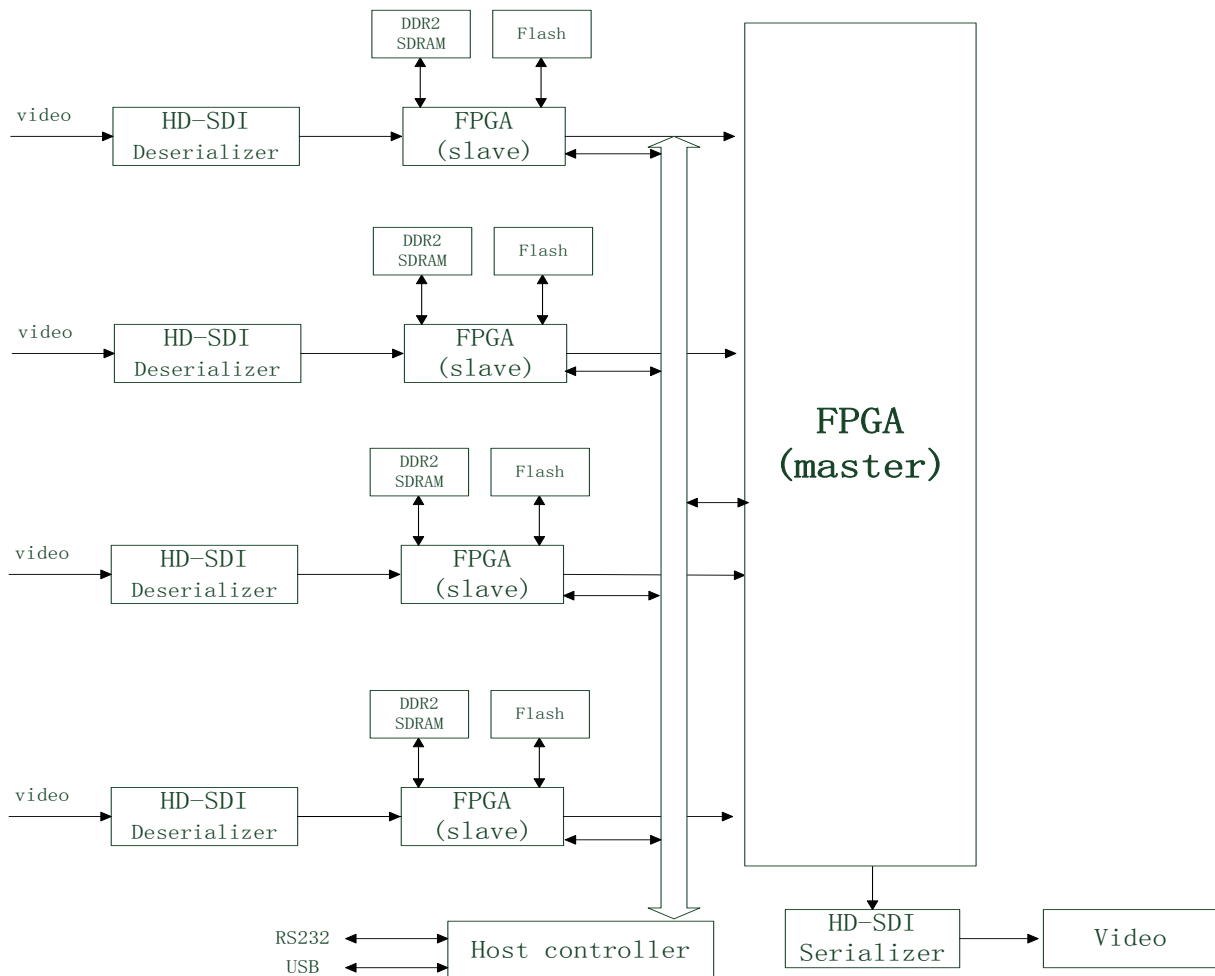 DDR2
SDRAM
Flash
video
HD-SDI
Deserializer
FPGA
(slave)
DDR2
SDRAM
Flash
video
HD-SDI
Deserializer
FPGA
(slave)
FPGA
(master)
DDR2
SDRAM
Flash
video
HD-SDI
Deserializer
FPGA
(slave)
DDR2
SDRAM
Flash
video
HD-SDI
Deserializer
FPGA
(slave)
RS232
USB
Host controller
HD-SDI
Serializer
Video